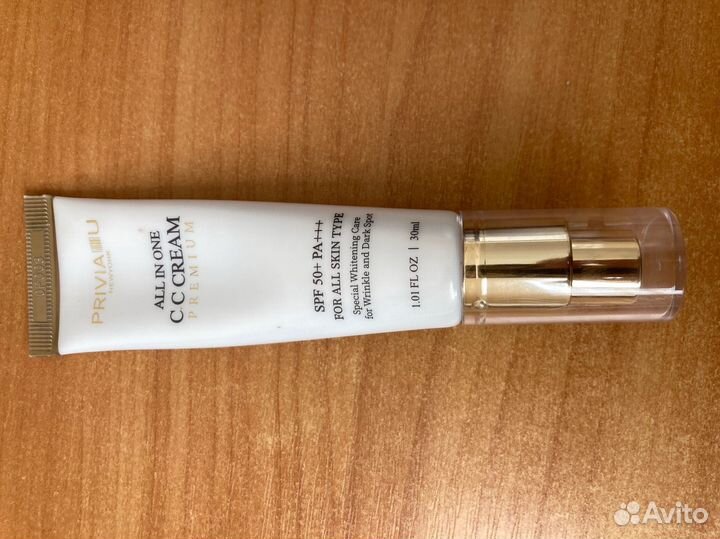 PRIVIA U
NEWYORK
ALL IN ONE
C.C CREAM
PREMIUM
SPF 50+ PA+++
FOR ALL SKIN TYPE
Special Whitening Care
for Wrinkle and Dark Spot
1.01 FL OZ | 30ml
Avito